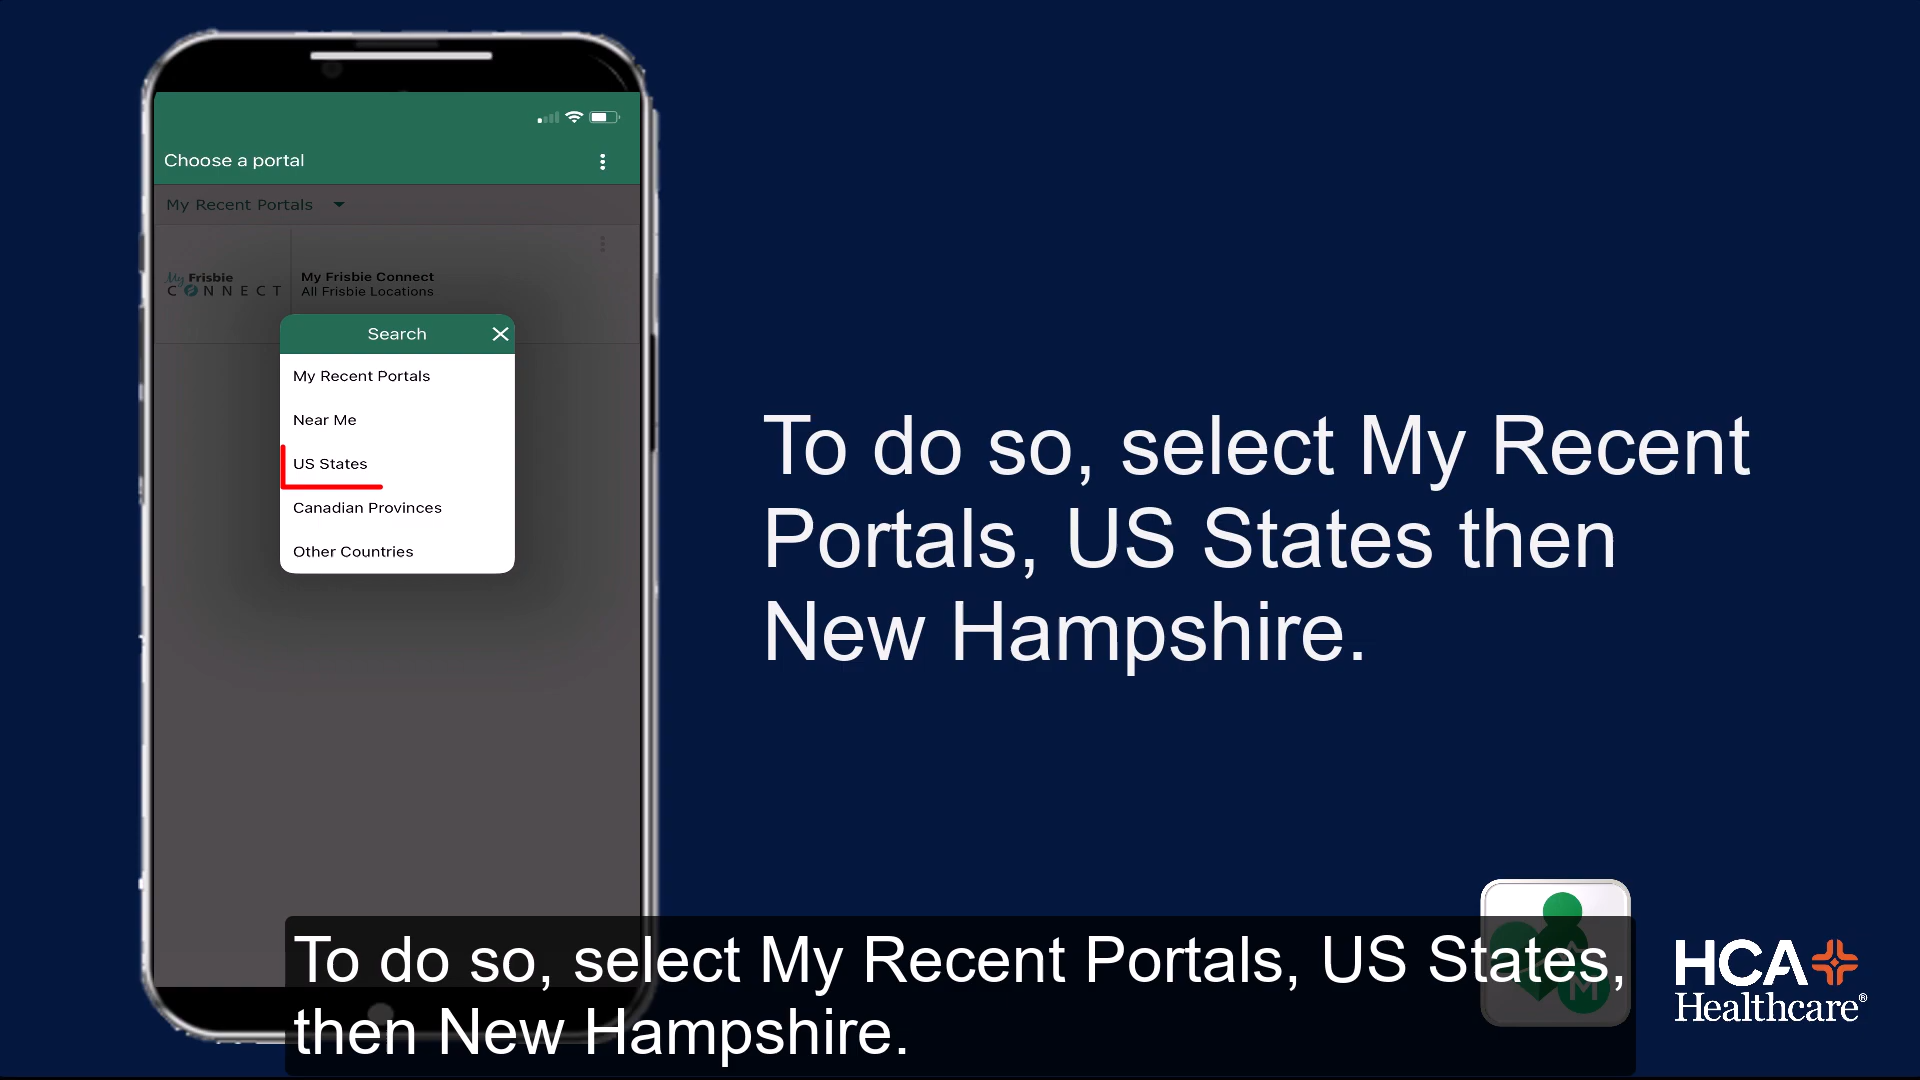 Choose a portal
My Recent Portals
My Frisbie
CONNECT
My Frisbie Connect
All Frisbie Locations
Search
My Recent Portals
Near Me
US States
Canadian Provinces
Other Countries
To do so, select My Recent
Portals, US States then
New Hampshire.
M
To do so, select My Recent Portals, US States,
then New Hampshire.
HCA
Healthcare®